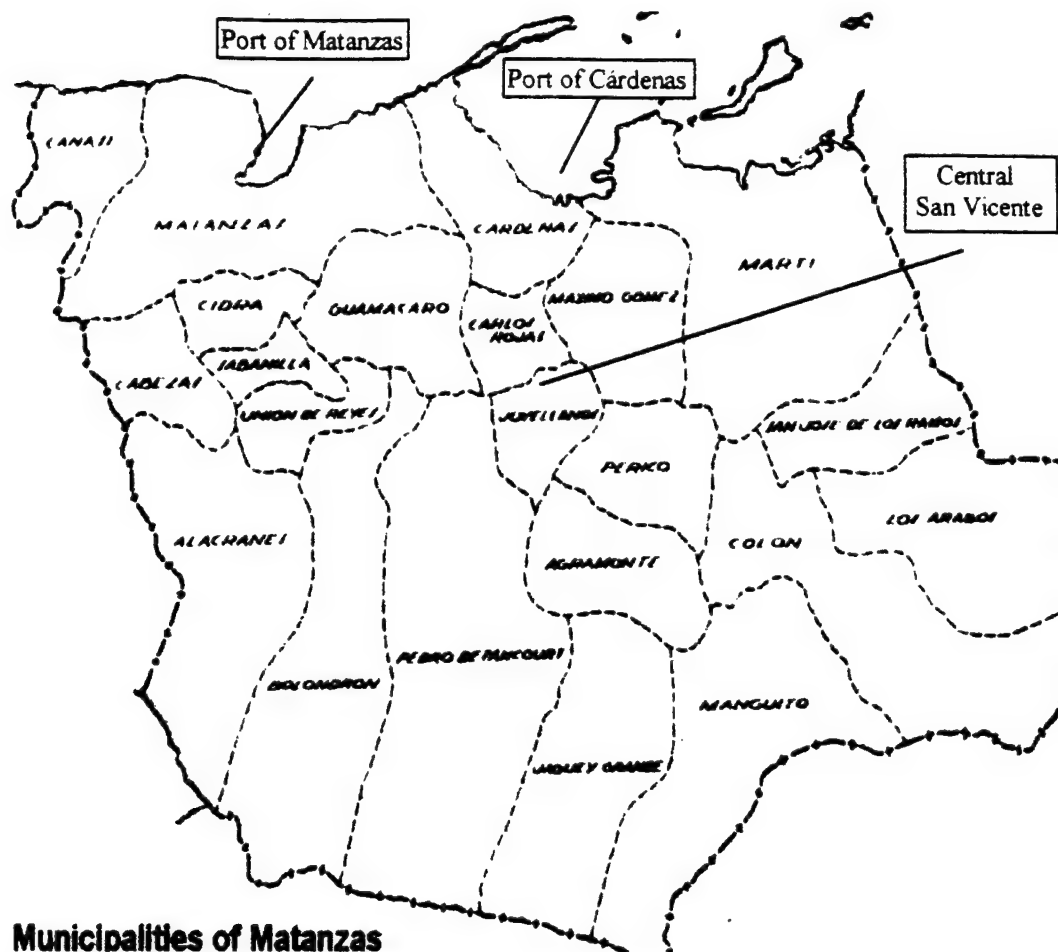 Port of Matanzas
Port of Cárdenas
CANASI
Central
San Vicente
MATANZAS
CARDENAS
MARTI
CIDRA
GUAMACARO
MAXIMO GOMEZ
CARLOS
ROJAS
SABANILLA
CABEZAS
UNION DE REYES
JOVELLANOS
SAN JOSE DE LOS RAMOS
PERICO
LOS ARABOS
ALACRANES
COLON
AGRAMONTE
PEDRO BETANCOURT
BOLONDRON
MANGUITO
JAGUEY GRANDE
Municipalities of Matanzas